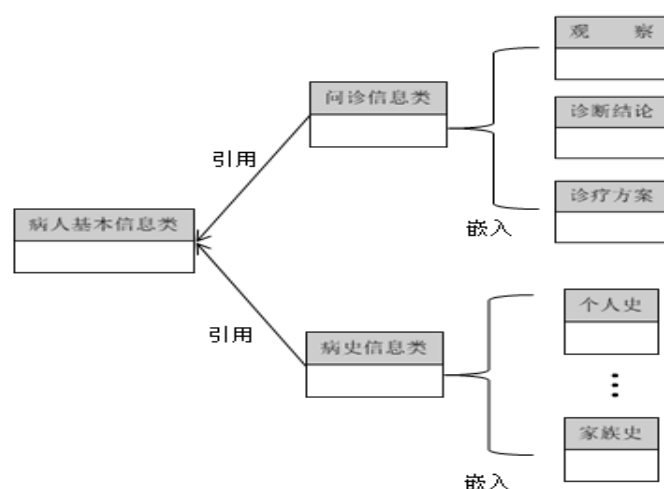 观 察
问诊信息类
诊断结论
引用
诊疗方案
病人基本信息类
嵌入
个人史
引用
病史信息类
家族史
嵌入